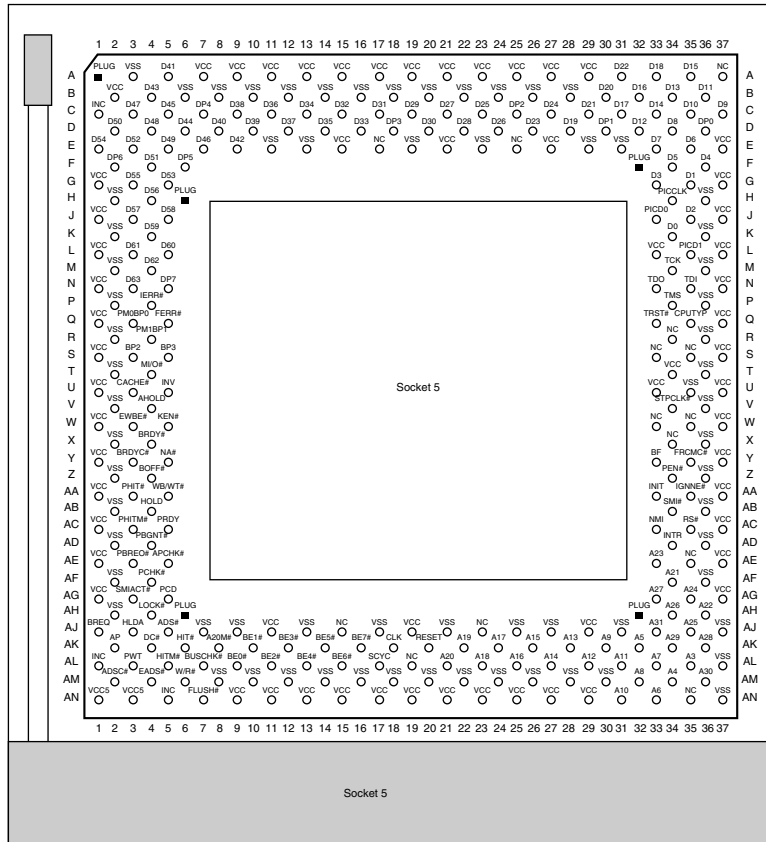 1 2 3 4 5 6 7 8 9 10 11 12 13 14 15 16 17 18 19 20 21 22 23 24 25 26 27 28 29 30 31 32 33 34 35 36 37
A PLUG VSS D41 VCC VCC VCC VCC VCC VCC VCC VCC VCC VCC VCC VCC D22 D18 D15 NC A
B VCC D43 VSS VSS VSS VSS VSS VSS VSS VSS VSS VSS VSS VSS D20 D16 D13 D11 B
C INC D47 D45 DP4 D38 D36 D34 D32 D31 D29 D27 D25 DP2 D24 D21 D17 D14 D10 D9 C
D D50 D48 D44 D40 D39 D37 D35 D33 DP3 D30 D28 D26 D23 D19 DP1 D12 D8 DP0 D
E D54 D52 D49 D46 D42 VSS VSS VCC NC VSS VCC VSS NC VCC VSS VSS D7 D6 VCC E
F DP6 D51 DP5 PLUG D5 D4 F
G VCC D55 D53 D3 D1 VCC G
H VSS D56 PLUG PICCLK VSS H
J VCC D57 D58 PICD0 D2 VCC J
K VSS D59 D0 VSS K
L VCC D61 D60 VCC PICD1 VCC L
M VSS D62 TCK VSS M
N VCC D63 DP7 TDO TDI VCC N
P VSS IERR# TMS VSS P
Q VCC PM0BP0 FERR# TRST# CPUTYP VCC Q
R VSS PM1BP1 NC VSS R
S VCC BP2 BP3 NC NC VCC S
T VSS MI/O# VCC VSS T
U VCC CACHE# INV VCC VSS VCC U
Socket 5
V VSS AHOLD STPCLK# VSS V
W VCC EWBE# KEN# NC NC VCC W
X VSS BRDY# NC VSS X
Y VCC BRDYC# NA# BF FRCMC# VCC Y
Z VSS BOFF# PEN# VSS Z
AA VCC PHIT# WB/WT# INIT IGNNE# VCC AA
AB VSS HOLD SMI# VSS AB
AC VCC PHITM# PRDY NMI RS# VCC AC
AD VSS PBGNT# INTR VSS AD
AE VCC PBREO# APCHK# A23 NC VCC AE
AF VSS PCHK# A21 VSS AF
AG VCC SMIACT# PCD A27 A24 VCC AG
AH VSS LOCK# PLUG PLUG A26 A22 AH
AJ BREQ HLDA ADS# VSS VSS VCC VSS NC VSS VCC VSS NC VSS VCC VSS VSS A31 A25 VSS AJ
AK AP DC# HIT# A20M# BE1# BE3# BE5# BE7# CLK RESET A19 A17 A15 A13 A9 A5 A29 A28 AK
AL INC PWT HITM# BUSCHK# BE0# BE2# BE4# BE6# SCYC NC A20 A18 A16 A14 A12 A11 A7 A3 VSS AL
AM ADSC# EADS# W/R# VSS VSS VSS VSS VSS VSS VSS VSS VSS VSS VSS VSS A8 A4 A30 AM
AN VCC5 VCC5 INC FLUSH# VCC VCC VCC VCC VCC VCC VCC VCC VCC VCC VCC A10 A6 NC VSS AN
1 2 3 4 5 6 7 8 9 10 11 12 13 14 15 16 17 18 19 20 21 22 23 24 25 26 27 28 29 30 31 32 33 34 35 36 37
Socket 5